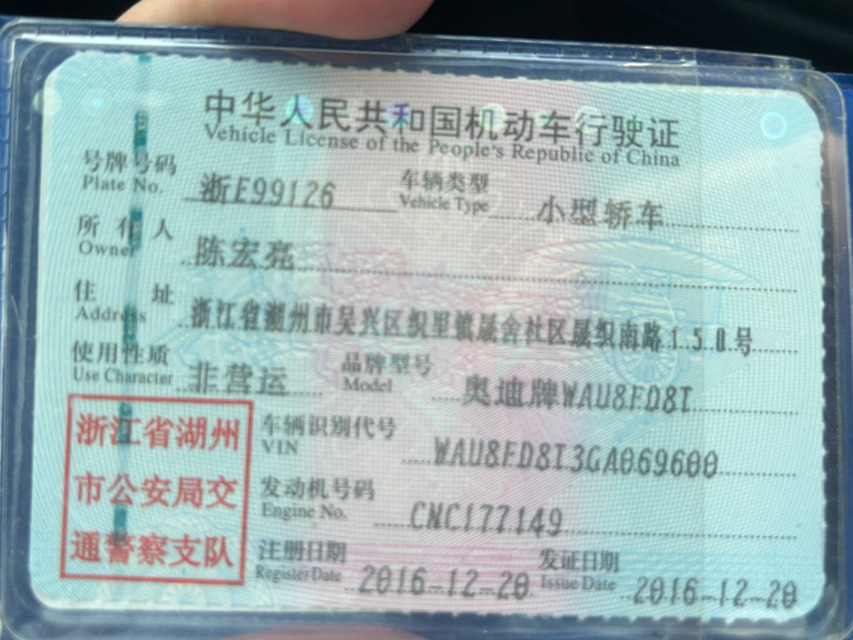 中华人民共和国机动车行驶证
Vehicle License of the People's Republic of China
号牌号码 浙E99126 车辆类型 小型轿车
Plate No. Vehicle Type
所有人 陈宏亮
Owner
住址 浙江省湖州市吴兴区织里镇晟舍社区晟织南路150号
Address
使用性质 非营运 品牌型号 奥迪牌WAU8FD8T
Use Character Model
浙江省湖州
市公安局交
通警察支队
车辆识别代号 WAU8FD8T3GA069600
VIN
发动机号码 CNC177149
Engine No.
注册日期 2016-12-20 发证日期 2016-12-20
Register Date Issue Date